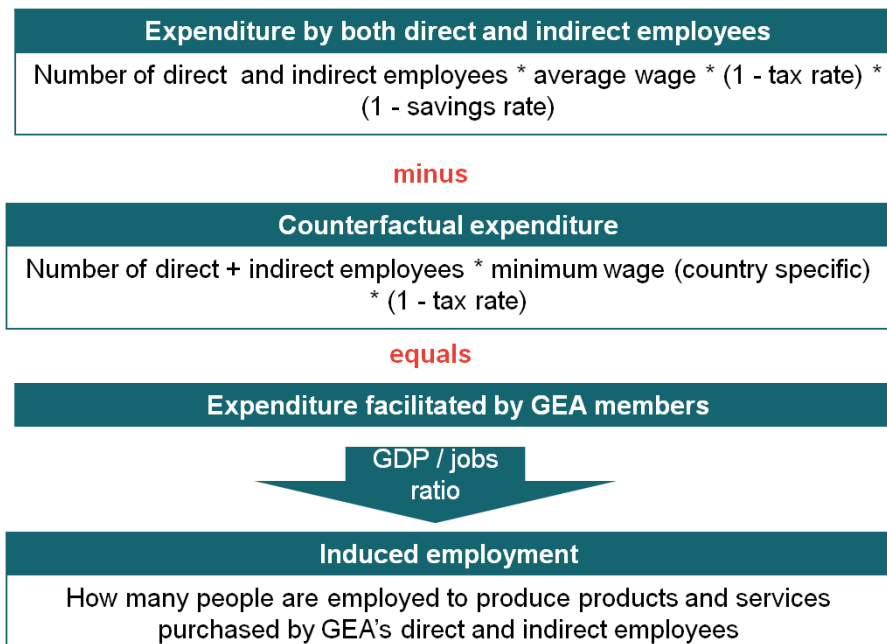 Expenditure by both direct and indirect employees
Number of direct and indirect employees * average wage * (1 - tax rate) *
(1 - savings rate)
minus
Counterfactual expenditure
Number of direct + indirect employees * minimum wage (country specific)
* (1 - tax rate)
equals
Expenditure facilitated by GEA members
GDP / jobs
ratio
Induced employment
How many people are employed to produce products and services
purchased by GEA's direct and indirect employees